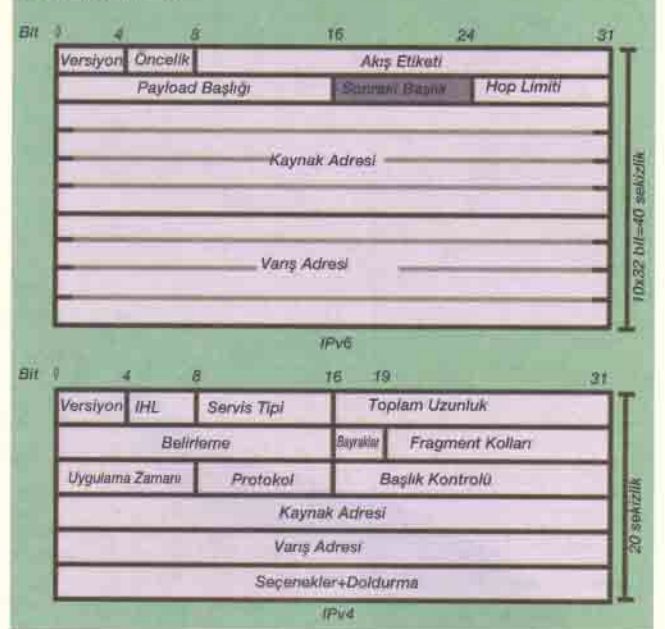 Bit 0 4 8 16 24 31
Versiyon Öncelik Akış Etiketi
Payload Başlığı Sonraki Başlık Hop Limiti
Kaynak Adresi
Varış Adresi
10x32 bit=40 sekizlik
IPv6
Bit 0 4 8 16 19 31
Versiyon IHL Servis Tipi Toplam Uzunluk
Belirleme Bayraklar Fragment Kolları
Uygulama Zamanı Protokol Başlık Kontrolü
Kaynak Adresi
Varış Adresi
Seçenekler+Doldurma
20 sekizlik
IPv4